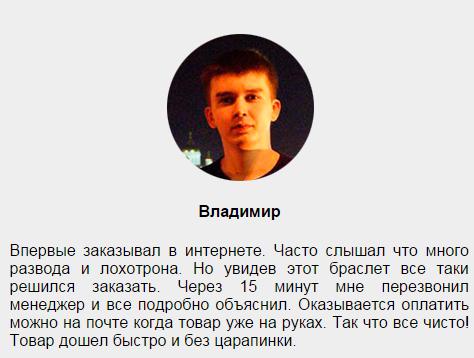 Владимир
Впервые заказывал в интернете. Часто слышал что много
развода и лохотрона. Но увидев этот браслет все таки
решился заказать. Через 15 минут мне перезвонил
менеджер и все подробно объяснил. Оказывается оплатить
можно на почте когда товар уже на руках. Так что все чисто!
Товар дошел быстро и без царапинки.